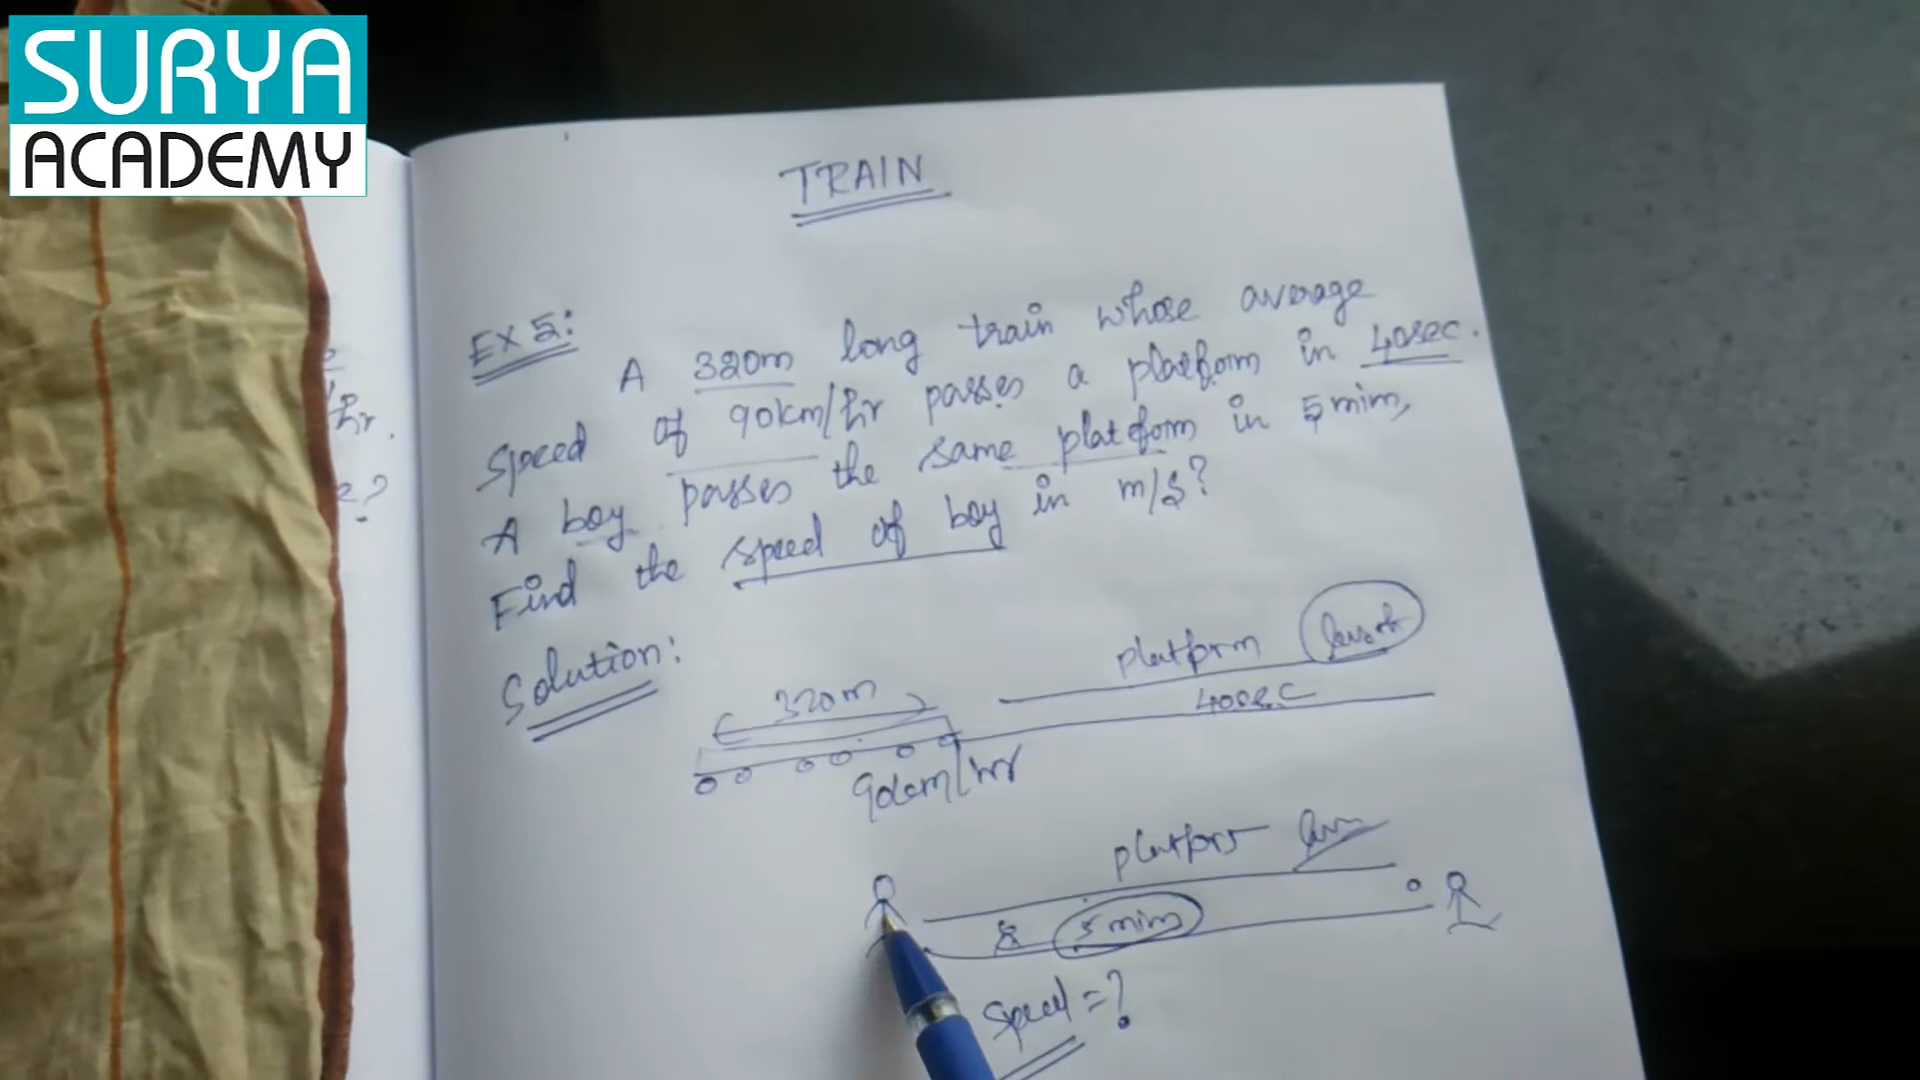 SURYA
ACADEMY
TRAIN
EX 5:
A 320m long train whose average
Speed of 90km/hr passes a platform in 40sec.
A boy passes the same platform in 5 min,
Find the speed of boy in m/s?
Solution:
platform
320m
40sec
90km/hr
5 min
Speed = ?
hr.
?